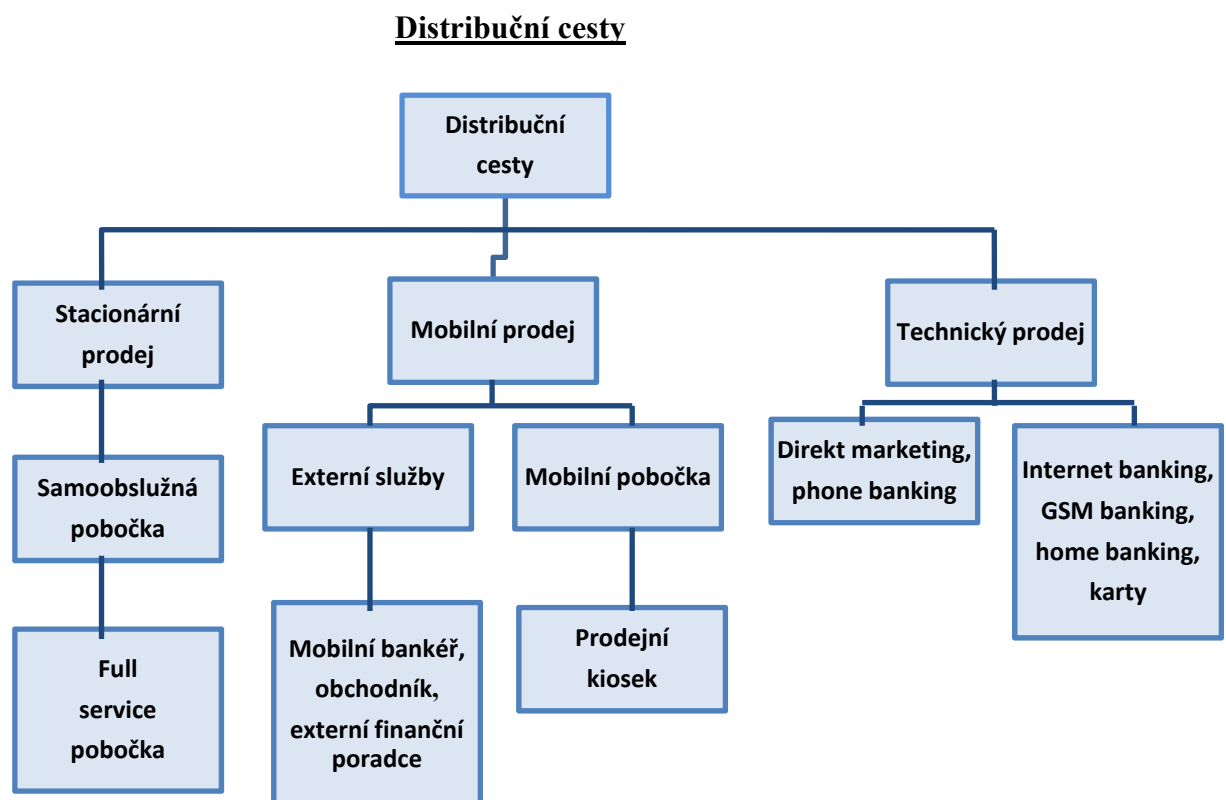 Distribuční cesty
Distribuční
cesty
Stacionární
prodej
Mobilní prodej
Technický prodej
Samoobslužná
pobočka
Externí služby
Mobilní pobočka
Direkt marketing,
phone banking
Internet banking,
GSM banking,
home banking,
karty
Full
service
pobočka
Mobilní bankéř,
obchodník,
externí finanční
poradce
Prodejní
kiosek